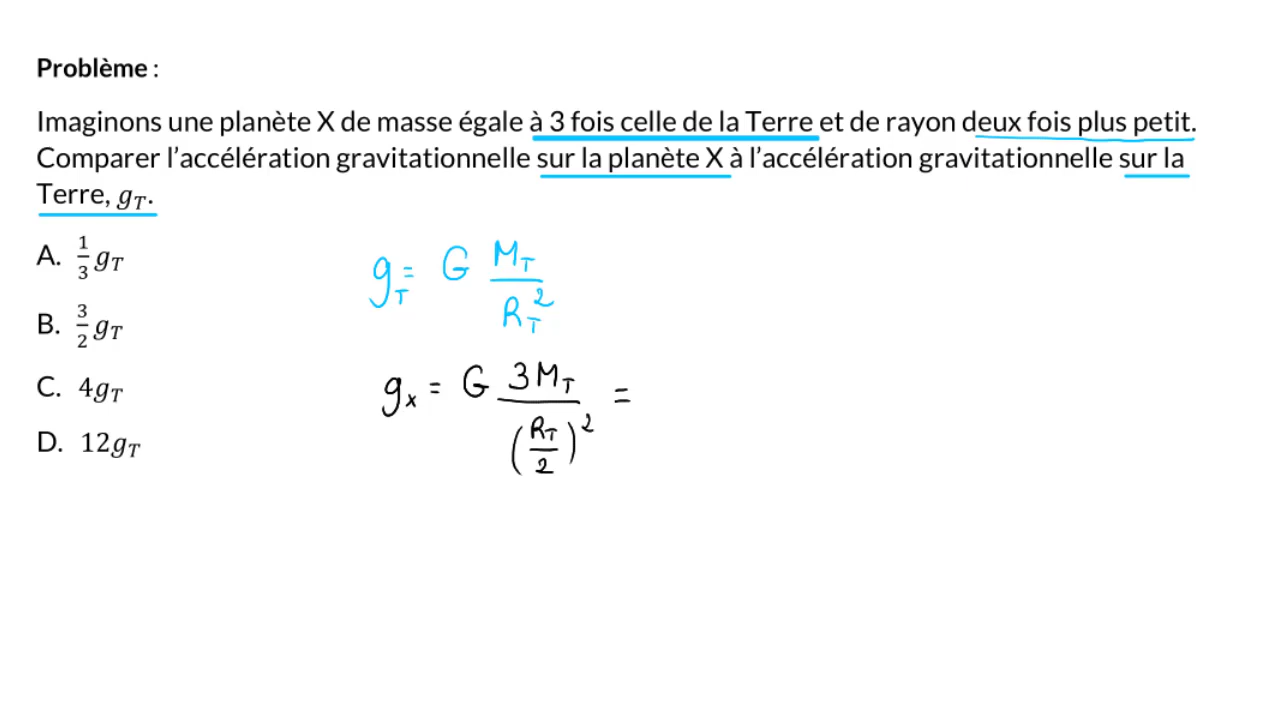 Problème :
Imaginons une planète X de masse égale à 3 fois celle de la Terre et de rayon deux fois plus petit.
Comparer l’accélération gravitationnelle sur la planète X à l’accélération gravitationnelle sur la
Terre, g_T.
A. 1/3 g_T
B. 3/2 g_T
C. 4g_T
D. 12g_T
g_T = G M_T / R_T^2
g_x = G 3M_T / (R_T/2)^2 =